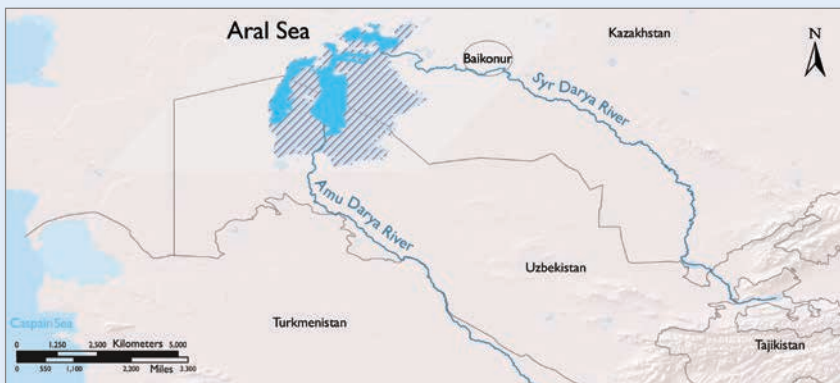 Aral Sea
Kazakhstan
N
Baikonur
Syr Darya River
Amu Darya River
Uzbekistan
Turkmenistan
Caspain Sea
Tajikistan
0 1,250 2,500 Kilometers 5,000
0 550 1,100 Miles 2,200 3,300